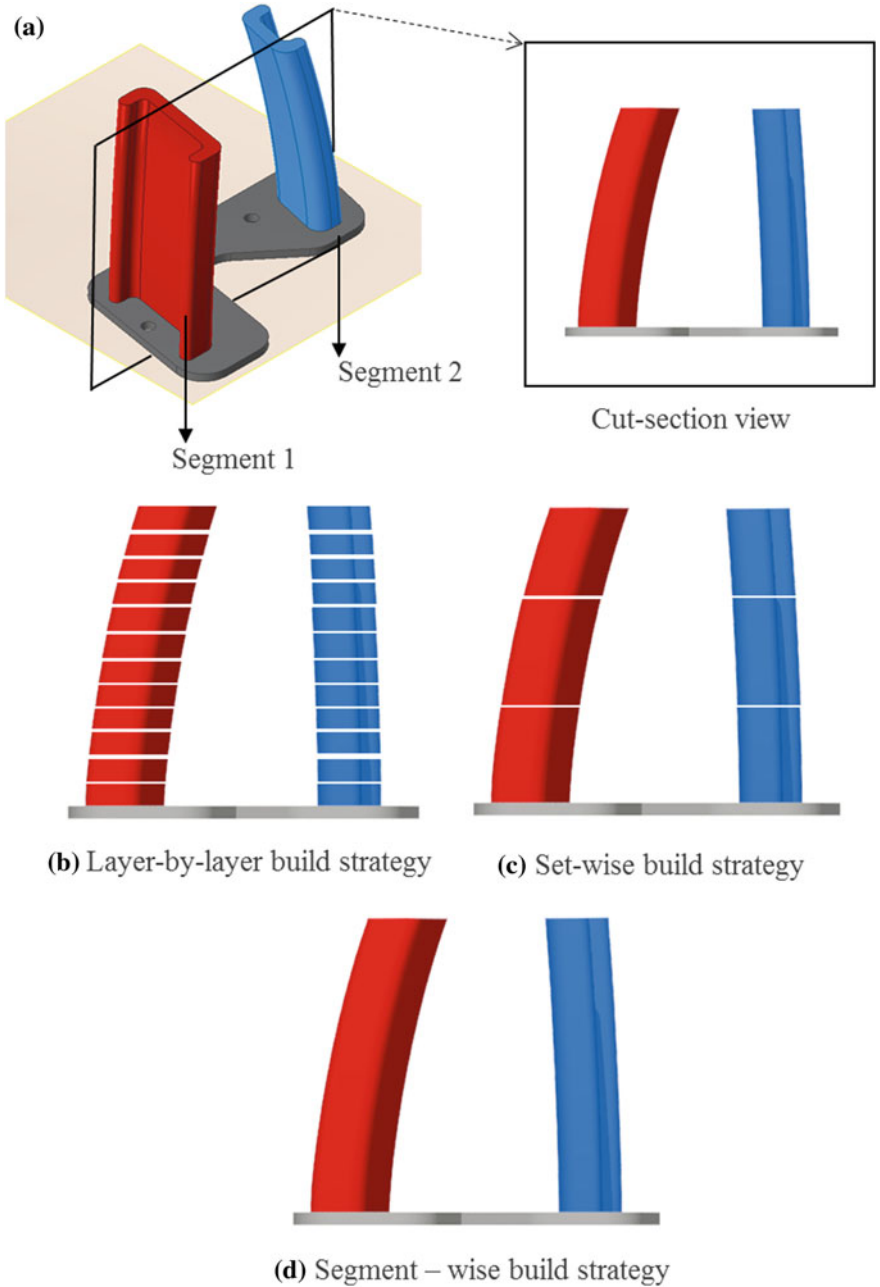 (a)
Segment 2
Segment 1
Cut-section view
(b) Layer-by-layer build strategy
(c) Set-wise build strategy
(d) Segment – wise build strategy